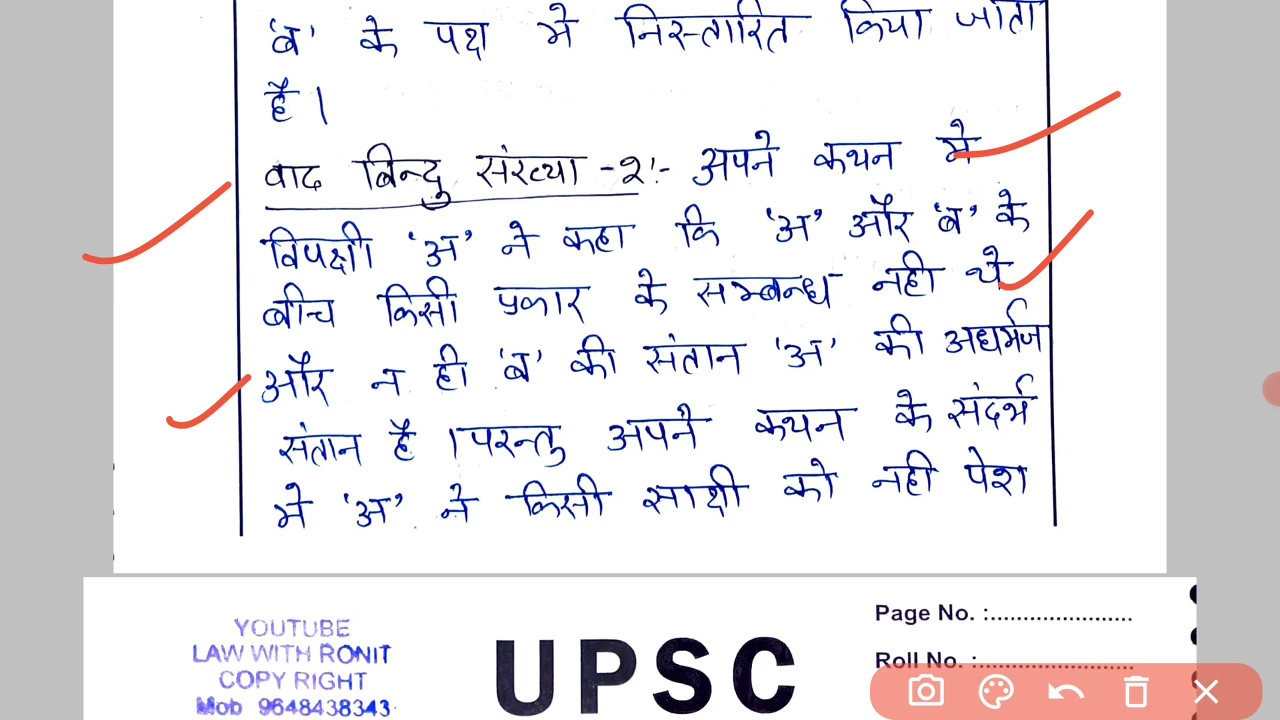 'ब' के पक्ष मे निस्तारित किया जाता
है।
वाद बिन्दु संख्या -२:- अपने कथन मे
विपक्षी 'अ' ने कहा कि 'अ' और 'ब' के
बीच किसी प्रकार के सम्बन्ध नही थे
और न ही 'ब' की संतान 'अ' की अधर्मज
संतान है। परन्तु अपने कथन के संदर्भ
मे 'अ' ने किसी साक्षी को नही पेश
YOUTUBE
LAW WITH RONIT
COPY RIGHT
Mob 9648438343
UPSC
Page No. :........................
Roll No. :..........................